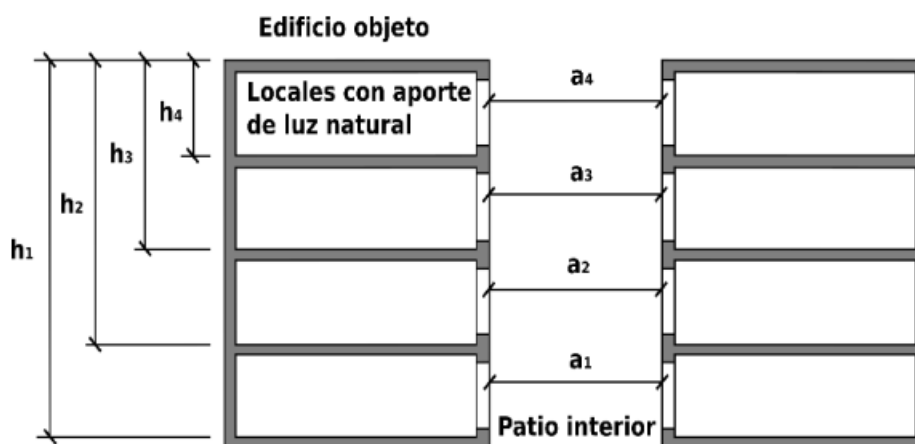 Edificio objeto
Locales con aporte
de luz natural
h4
h3
h2
h1
a4
a3
a2
a1
Patio interior